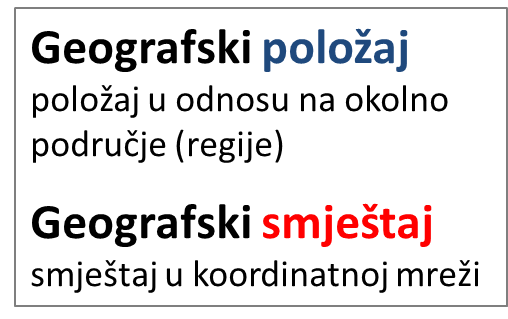 Geografski položaj
položaj u odnosu na okolno
područje (regije)
Geografski smještaj
smještaj u koordinatnoj mreži